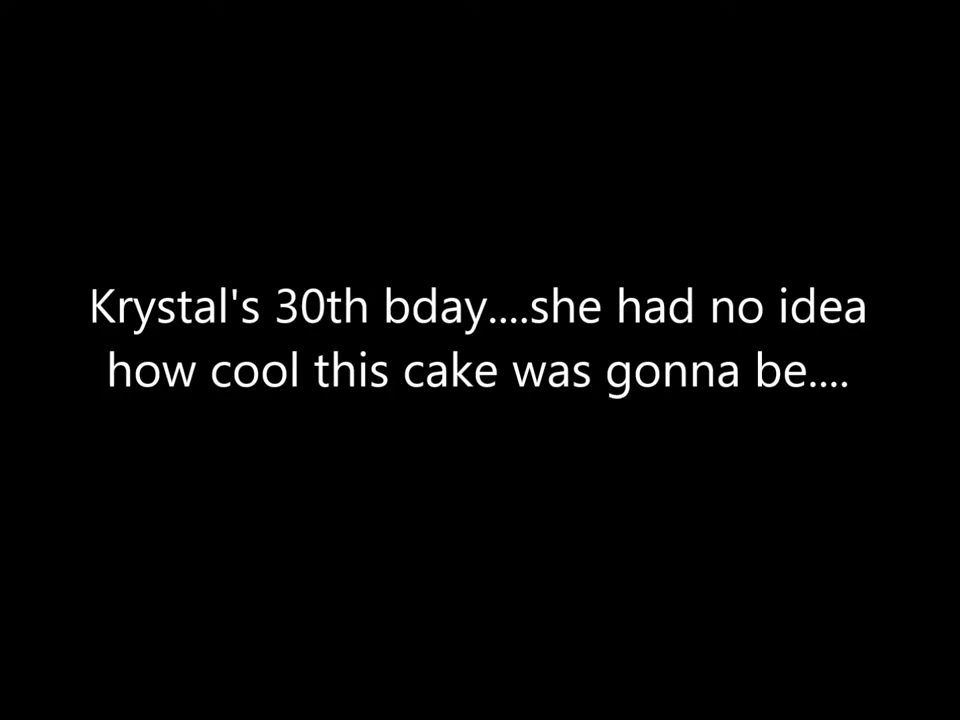 Krystal's 30th bday....she had no idea
how cool this cake was gonna be....